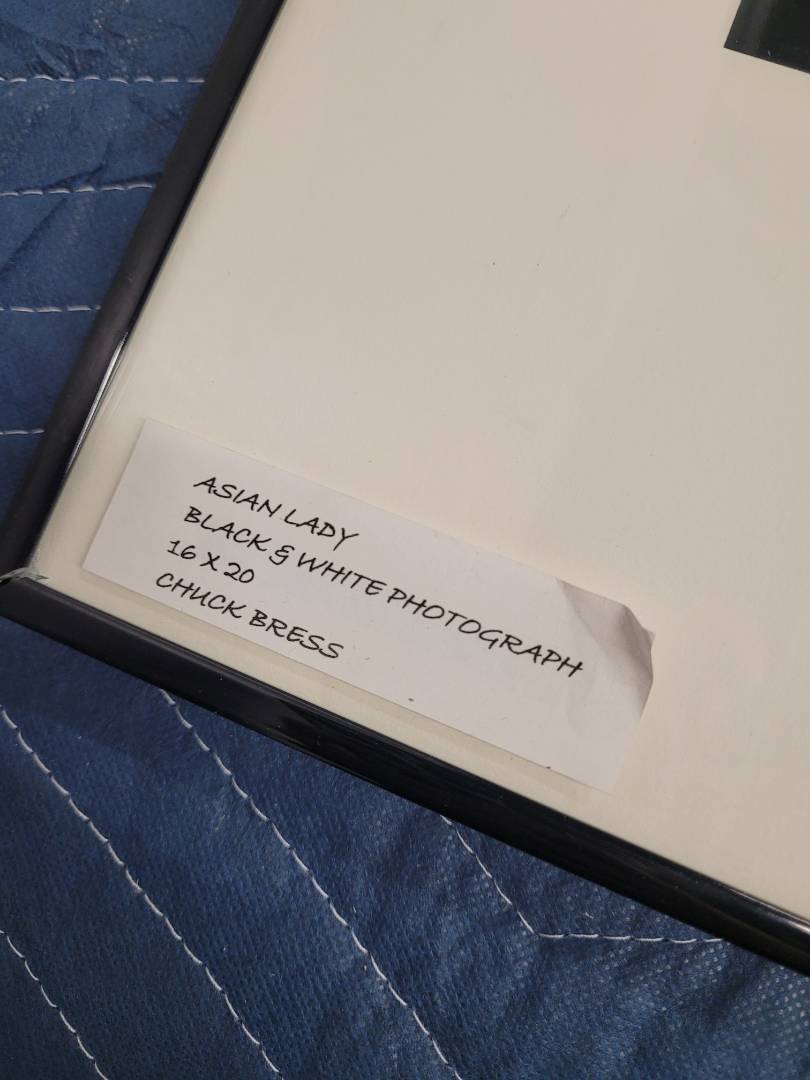 ASIAN LADY
BLACK & WHITE PHOTOGRAPH
16 X 20
CHUCK BRESS